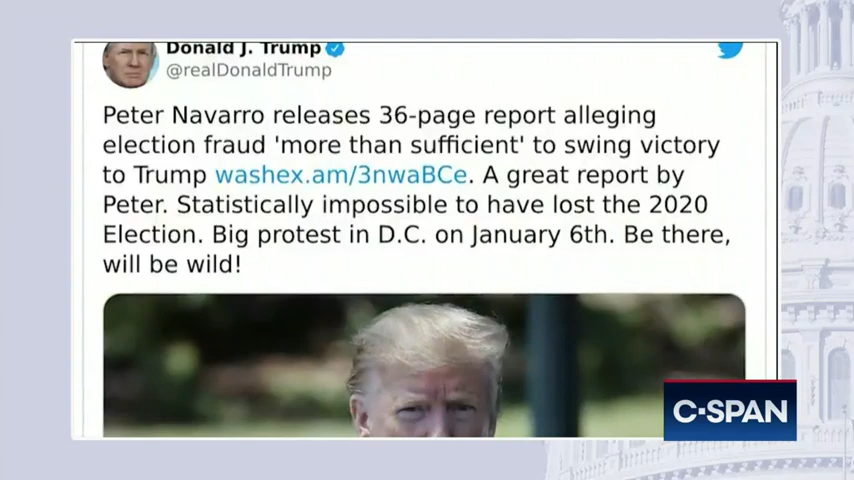 Donald J. Trump
@realDonaldTrump
Peter Navarro releases 36-page report alleging
election fraud 'more than sufficient' to swing victory
to Trump washex.am/3nwaBCe. A great report by
Peter. Statistically impossible to have lost the 2020
Election. Big protest in D.C. on January 6th. Be there,
will be wild!
C-SPAN